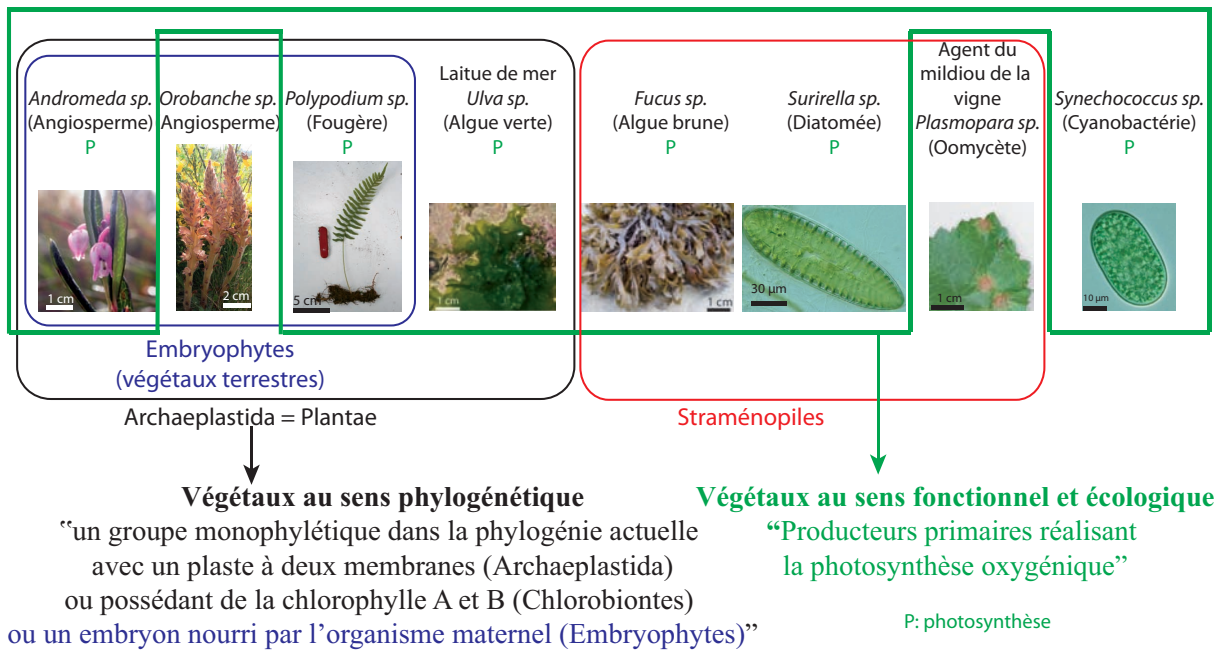 Andromeda sp.
(Angiosperme)
P
1 cm
Orobanche sp.
Angiosperme)
2 cm
Polypodium sp.
(Fougère)
P
5 cm
Laitue de mer
Ulva sp.
(Algue verte)
P
1 cm
Fucus sp.
(Algue brune)
P
1 cm
Surirella sp.
(Diatomée)
P
30 µm
Agent du
mildiou de la
vigne
Plasmopara sp.
(Oomycète)
1 cm
Synechococcus sp.
(Cyanobactérie)
P
10 µm
Embryophytes
(végétaux terrestres)
Archaeplastida = Plantae
Straménopiles
Végétaux au sens phylogénétique
“un groupe monophylétique dans la phylogénie actuelle
avec un plaste à deux membranes (Archaeplastida)
ou possédant de la chlorophylle A et B (Chlorobiontes)
ou un embryon nourri par l’organisme maternel (Embryophytes)”
Végétaux au sens fonctionnel et écologique
“Producteurs primaires réalisant
la photosynthèse oxygénique”
P: photosynthèse